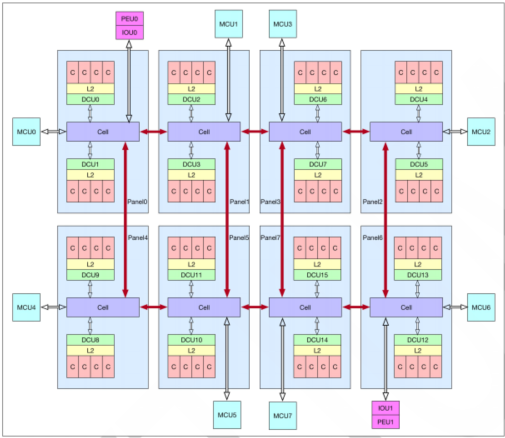 PEU0
IOU0
MCU1
MCU3
C C C C
L2
DCU0
C C C C
L2
DCU2
C C C C
L2
DCU6
C C C C
L2
DCU4
MCU0
Cell
Cell
Cell
Cell
MCU2
DCU1
L2
C C C C
DCU3
L2
C C C C
DCU7
L2
C C C C
DCU5
L2
C C C C
Panel0
Panel1
Panel3
Panel2
Panel4
Panel5
Panel7
Panel6
C C C C
L2
DCU9
C C C C
L2
DCU11
C C C C
L2
DCU15
C C C C
L2
DCU13
MCU4
Cell
Cell
Cell
Cell
MCU6
DCU8
L2
C C C C
DCU10
L2
C C C C
DCU14
L2
C C C C
DCU12
L2
C C C C
MCU5
MCU7
IOU1
PEU1